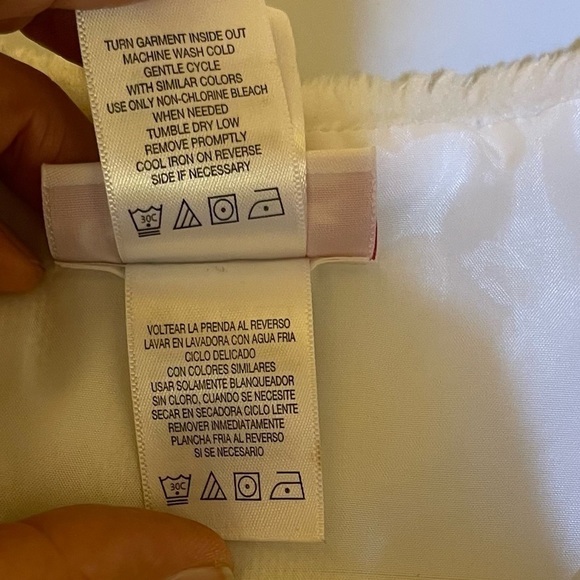 TURN GARMENT INSIDE OUT
MACHINE WASH COLD
GENTLE CYCLE
WITH SIMILAR COLORS
USE ONLY NON-CHLORINE BLEACH
WHEN NEEDED
TUMBLE DRY LOW
REMOVE PROMPTLY
COOL IRON ON REVERSE
SIDE IF NECESSARY
30C
VOLTEAR LA PRENDA AL REVERSO
LAVAR EN LAVADORA CON AGUA FRIA
CICLO DELICADO
CON COLORES SIMILARES
USAR SOLAMENTE BLANQUEADOR
SIN CLORO, CUANDO SE NECESITE
SECAR EN SECADORA CICLO LENTE
REMOVER INMEDIATAMENTE
PLANCHA FRIA AL REVERSO
SI SE NECESARIO
30C